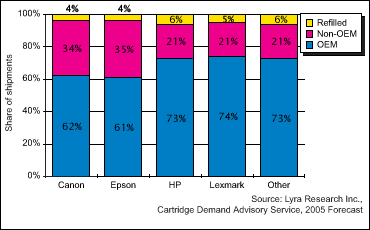 4% 4% 6% 5% 6%
Refilled
Non-OEM
OEM
Share of shipments
100%
80%
60%
40%
20%
0%
34% 35% 21% 21% 21%
62% 61% 73% 74% 73%
Canon Epson HP Lexmark Other
Source: Lyra Research Inc.,
Cartridge Demand Advisory Service, 2005 Forecast